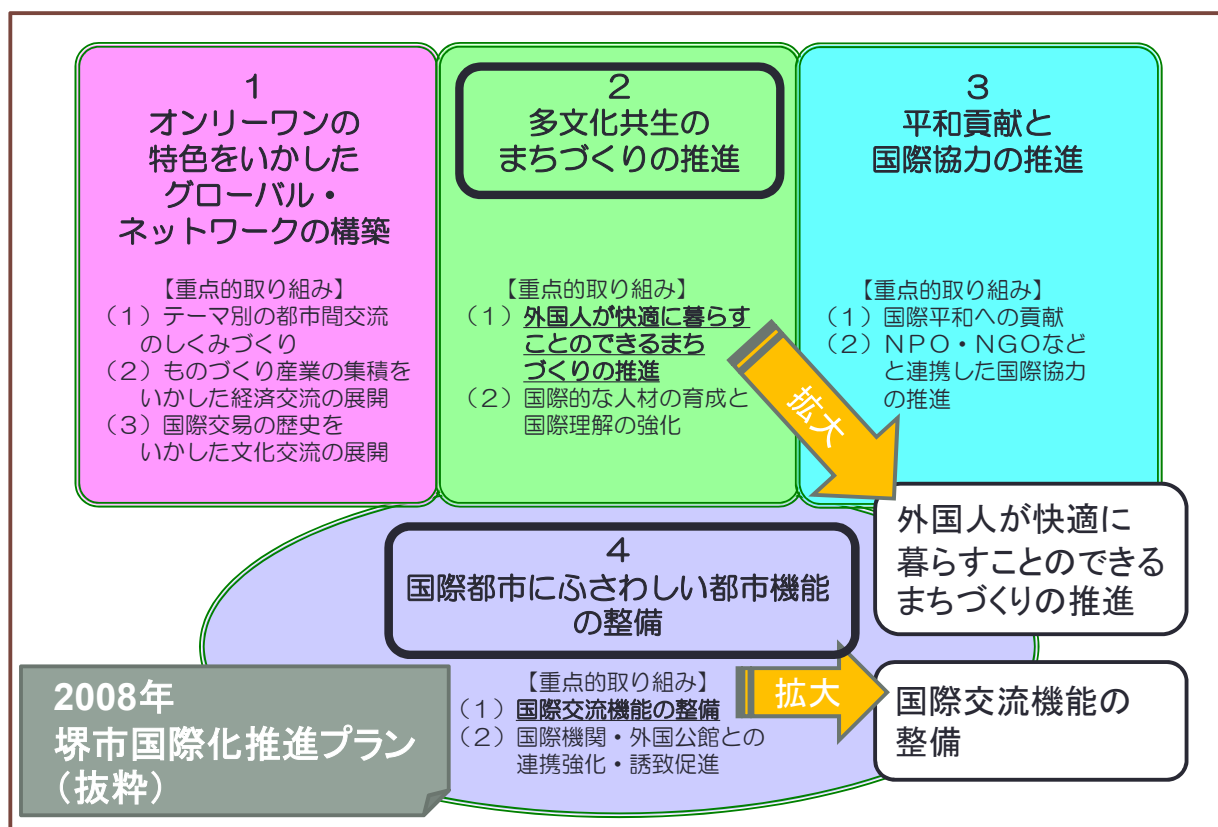 1
オンリーワンの
特色をいかした
グローバル・
ネットワークの構築
【重点的取り組み】
（１）テーマ別の都市間交流
のしくみづくり
（２）ものづくり産業の集積を
いかした経済交流の展開
（３）国際交易の歴史を
いかした文化交流の展開
2
多文化共生の
まちづくりの推進
【重点的取り組み】
（１）外国人が快適に暮らす
ことのできるまち
づくりの推進
（２）国際的な人材の育成と
国際理解の強化
3
平和貢献と
国際協力の推進
【重点的取り組み】
（１）国際平和への貢献
（２）ＮＰＯ・ＮＧＯなど
と連携した国際協力
の推進
拡大
外国人が快適に
暮らすことのできる
まちづくりの推進
4
国際都市にふさわしい都市機能
の整備
【重点的取り組み】
（１）国際交流機能の整備
（２）国際機関・外国公館との
連携強化・誘致促進
拡大
国際交流機能の
整備
2008年
堺市国際化推進プラン
（抜粋）